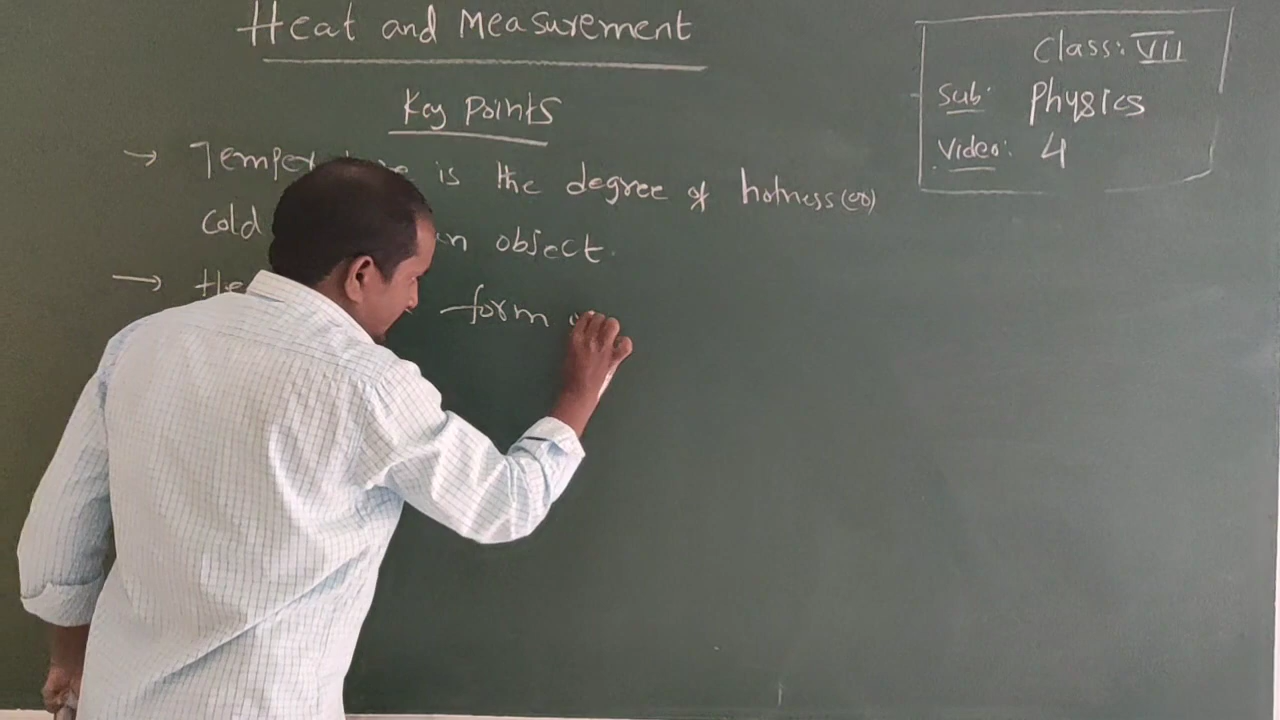 Heat and Measurement
Class: VII
Sub: Physics
Video: 4
Key Points
→ is the degree of hotness (or)
cold object.
→ form